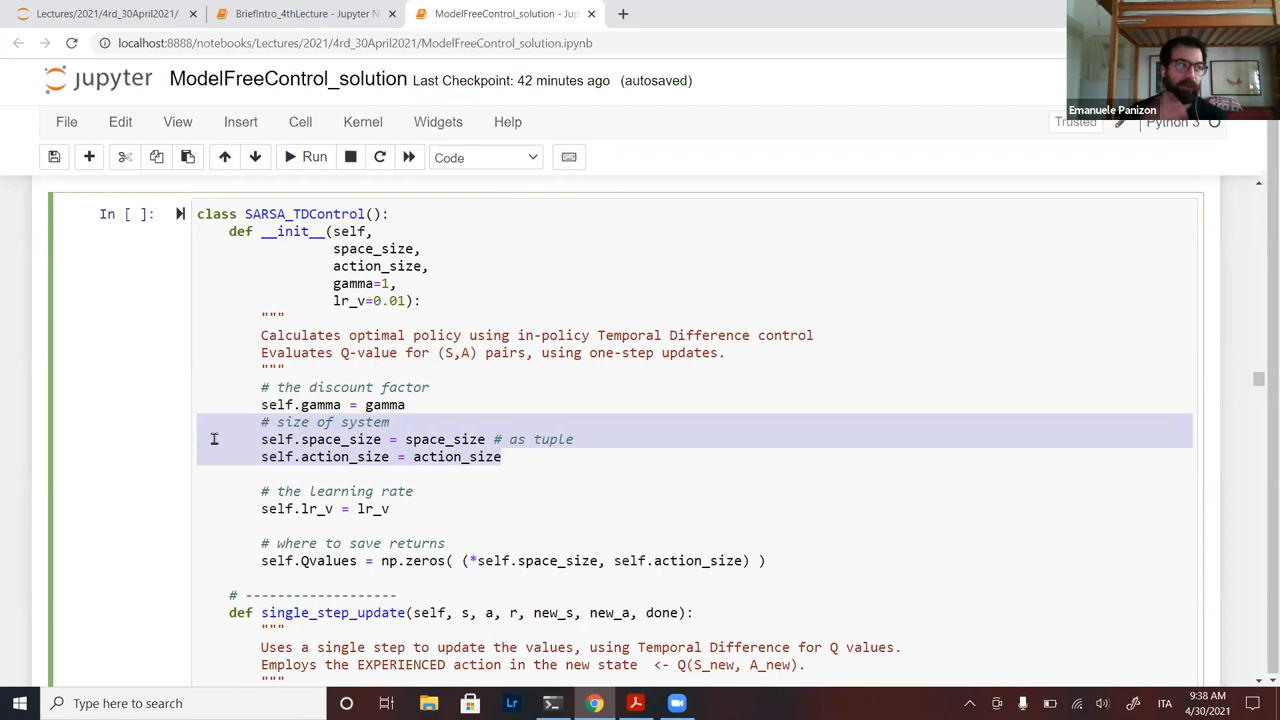 Lectures/2021/4rd_30April2021/
BriefIntro_4thLecture - Jupyter N
ModelFreeControl_solution - Jup
localhost:8888/notebooks/Lectures/2021/4rd_30April2021/ModelFreeControl_solution.ipynb
Emanuele Panizon
jupyter ModelFreeControl_solution Last Checkpoint: 42 minutes ago (autosaved)
File Edit View Insert Cell Kernel Widgets Help Trusted Python 3
Run Code
In [ ]: class SARSA_TDControl():
def __init__(self,
space_size,
action_size,
gamma=1,
lr_v=0.01):
"""
Calculates optimal policy using in-policy Temporal Difference control
Evaluates Q-value for (S,A) pairs, using one-step updates.
"""
# the discount factor
self.gamma = gamma
# size of system
self.space_size = space_size # as tuple
self.action_size = action_size
# the learning rate
self.lr_v = lr_v
# where to save returns
self.Qvalues = np.zeros( (*self.space_size, self.action_size) )
# -------------------
def single_step_update(self, s, a, r, new_s, new_a, done):
"""
Uses a single step to update the values, using Temporal Difference for Q values.
Employs the EXPERIENCED action in the new state <- Q(S_new, A_new).
"""
Type here to search
ITA
9:38 AM
4/30/2021